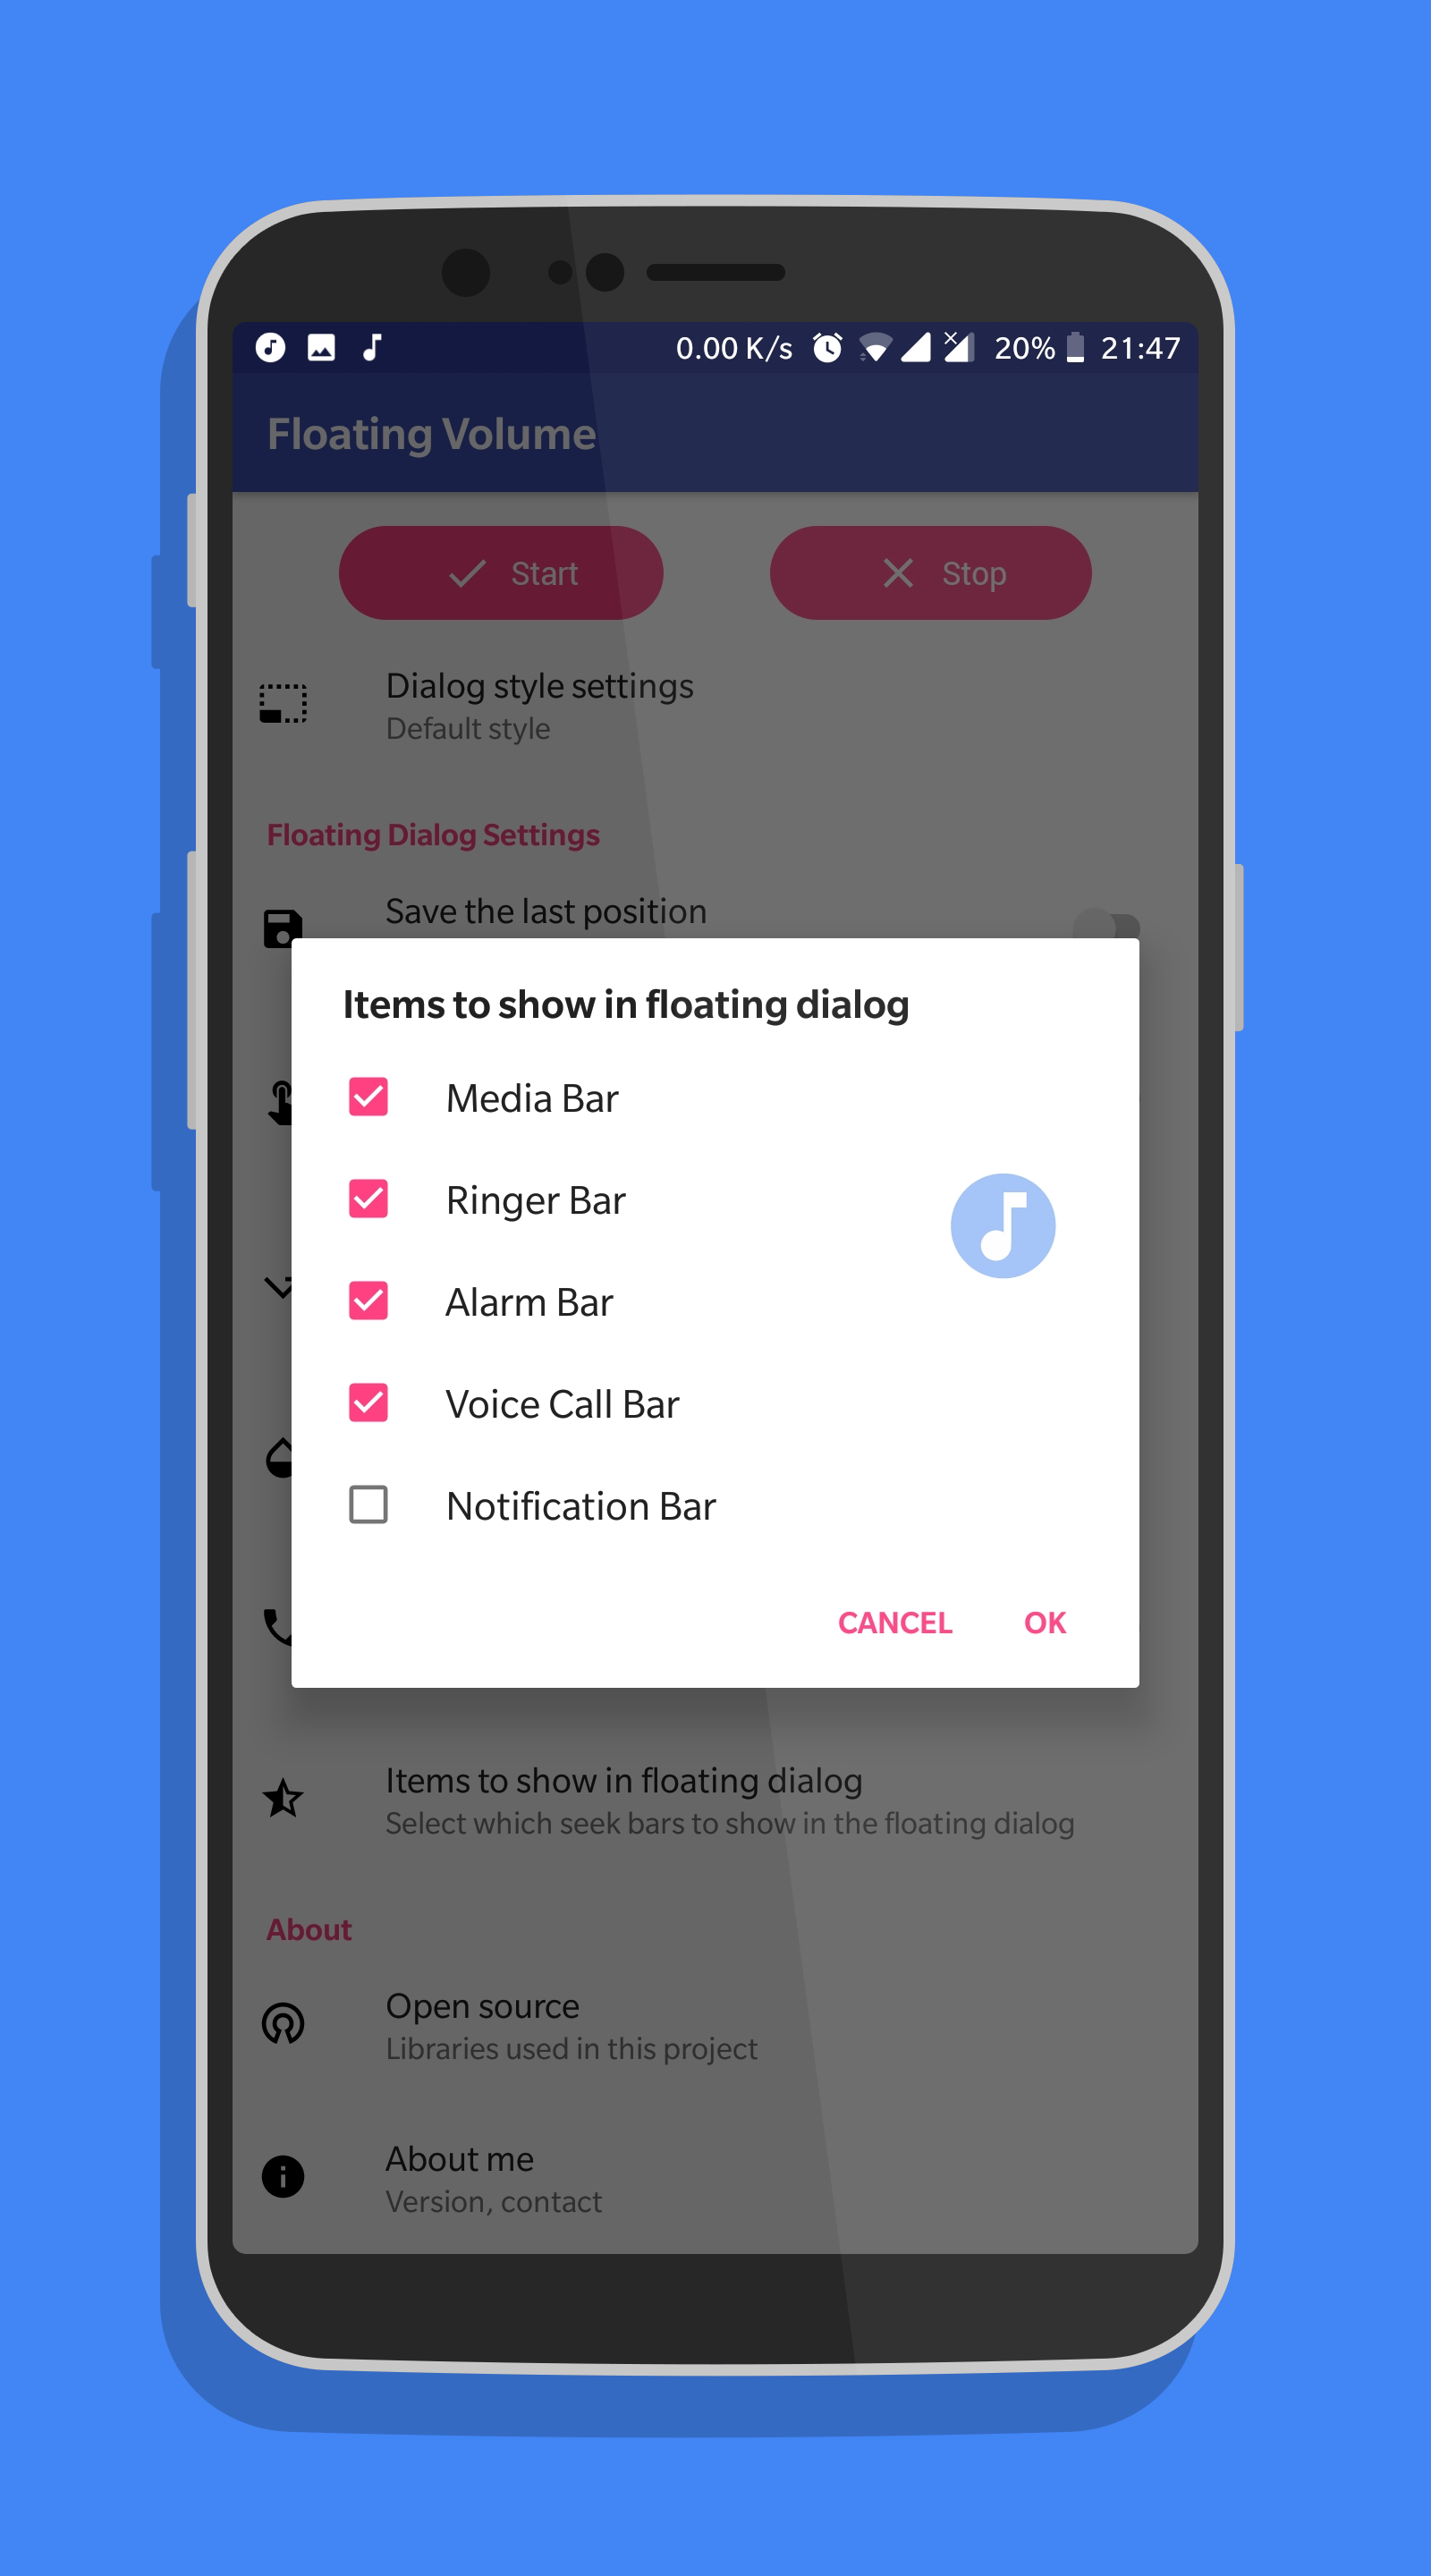 0.00 K/s 20% 21:47
Floating Volume
Start Stop
Dialog style settings
Default style
Floating Dialog Settings
Save the last position
Items to show in floating dialog
Media Bar
Ringer Bar
Alarm Bar
Voice Call Bar
Notification Bar
CANCEL OK
Items to show in floating dialog
Select which seek bars to show in the floating dialog
About
Open source
Libraries used in this project
About me
Version, contact